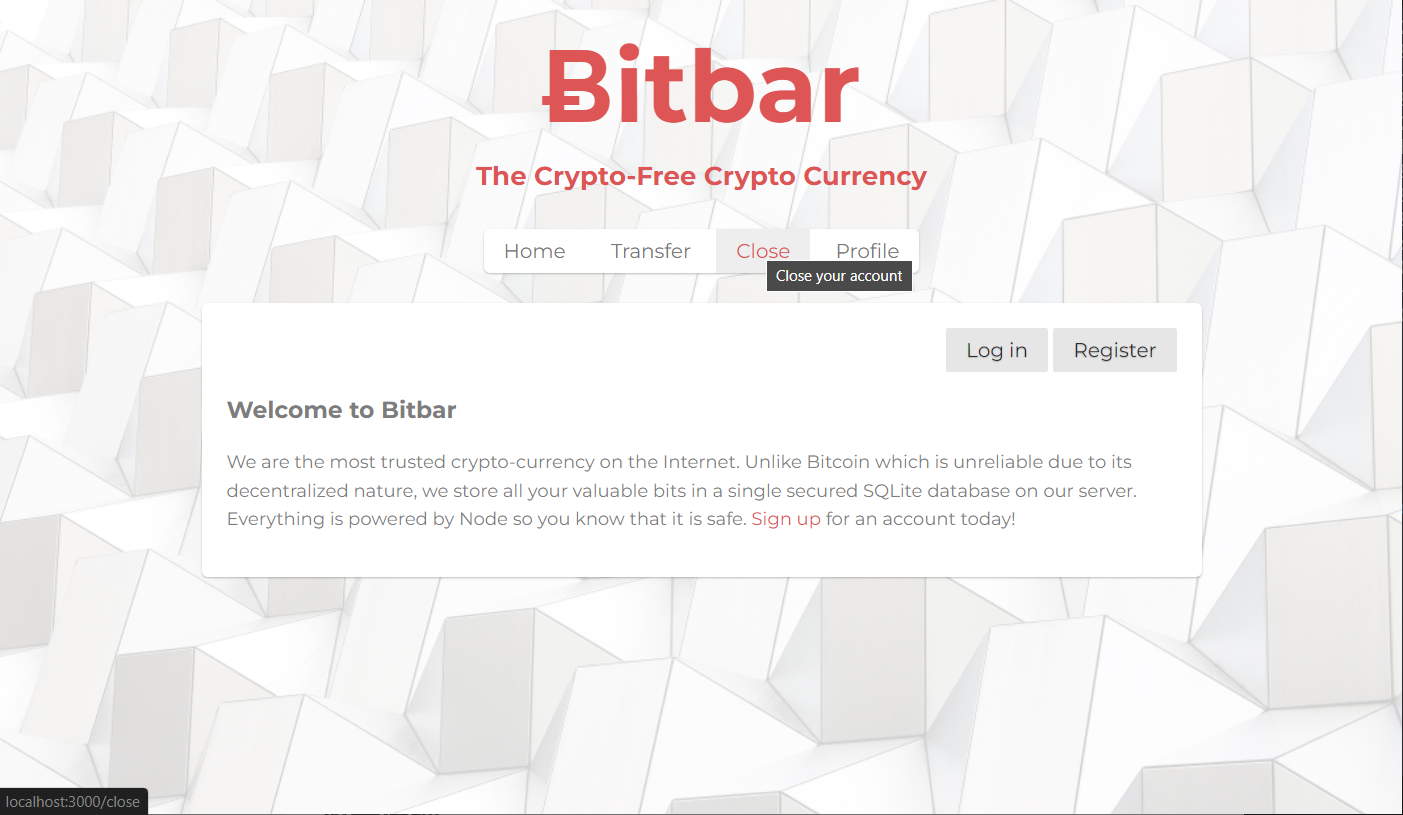 Ƀitbar
The Crypto-Free Crypto Currency
Home Transfer Close Profile
Close your account
Log in Register
Welcome to Bitbar
We are the most trusted crypto-currency on the Internet. Unlike Bitcoin which is unreliable due to its
decentralized nature, we store all your valuable bits in a single secured SQLite database on our server.
Everything is powered by Node so you know that it is safe. Sign up for an account today!
localhost:3000/close